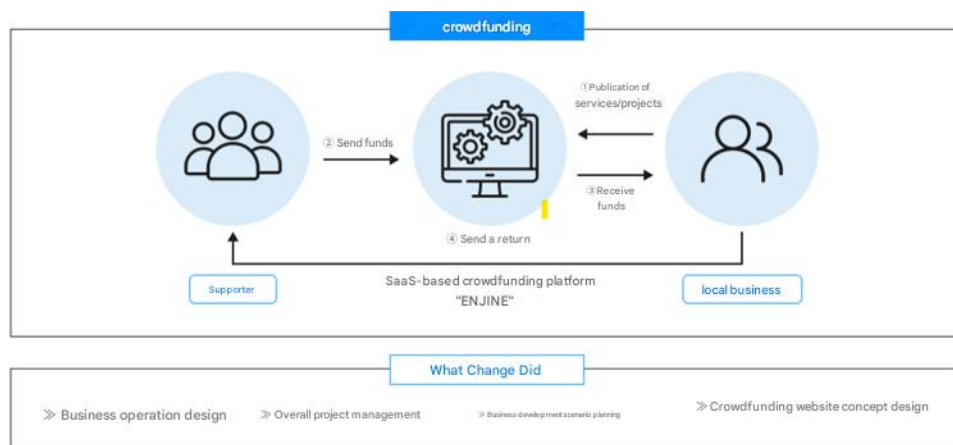 crowdfunding
①Publication of
services/projects
② Send funds
③Receive
funds
④ Send a return
Supporter
SaaS-based crowdfunding platform
"ENJINE"
local business
What Change Did
≫ Business operation design
≫ Overall project management
≫ Business development scenario planning
≫ Crowdfunding website concept design